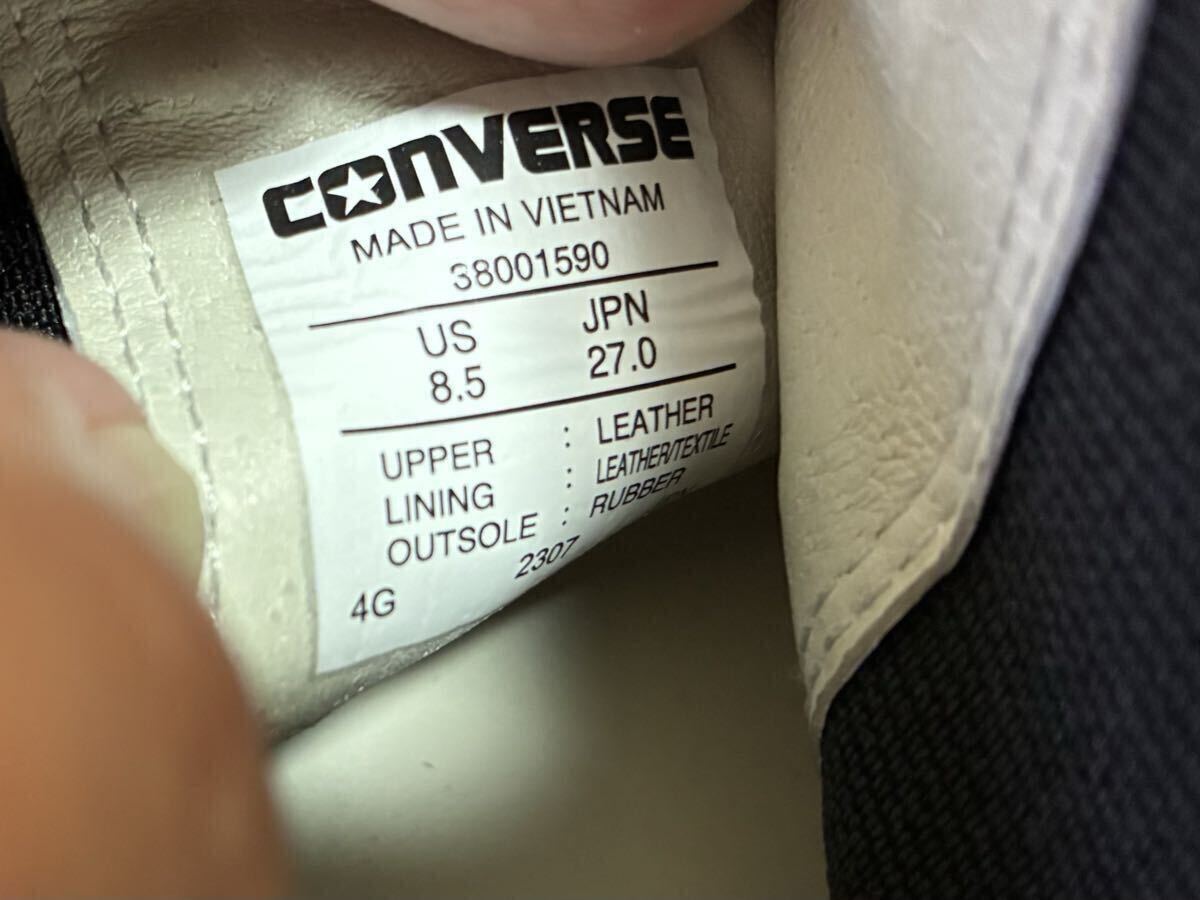 CONVERSE
MADE IN VIETNAM
38001590
US JPN
8.5 27.0
UPPER : LEATHER
LINING : LEATHER/TEXTILE
OUTSOLE : RUBBER
4G 2307